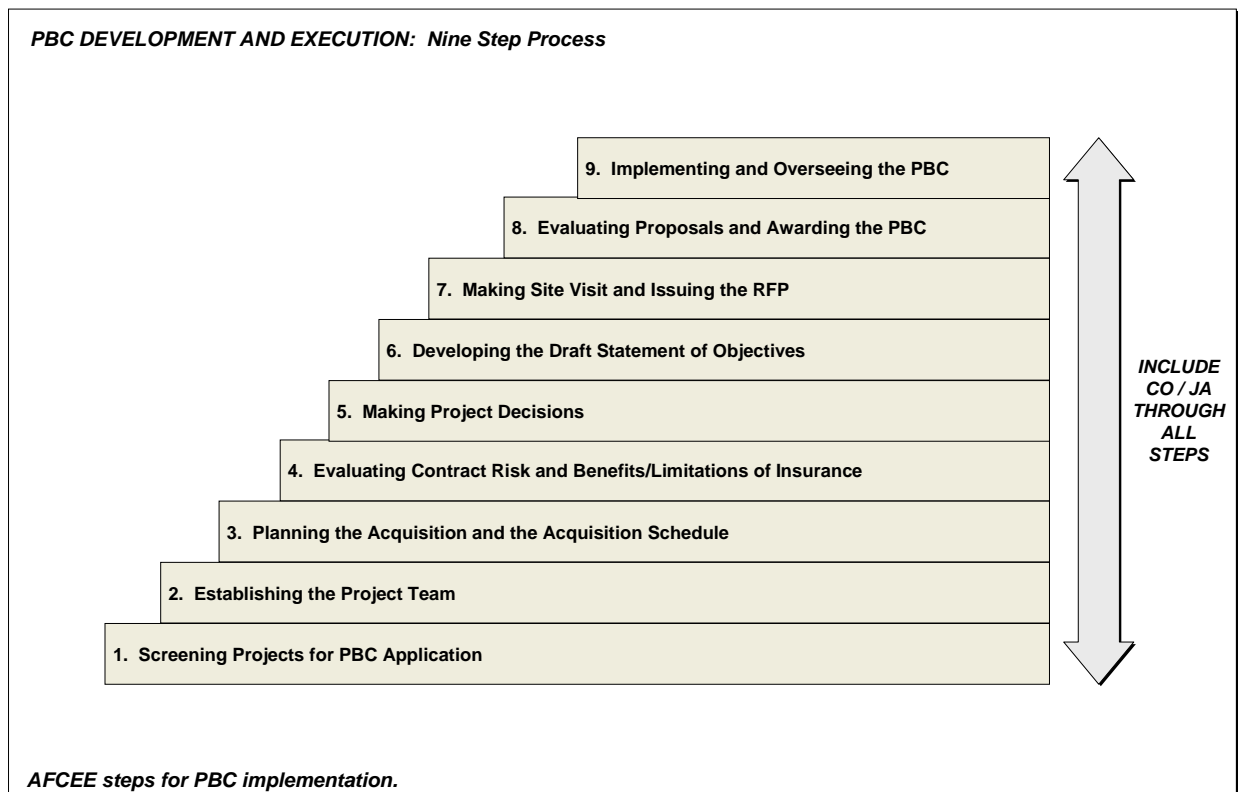 PBC DEVELOPMENT AND EXECUTION: Nine Step Process
9. Implementing and Overseeing the PBC
8. Evaluating Proposals and Awarding the PBC
7. Making Site Visit and Issuing the RFP
6. Developing the Draft Statement of Objectives
5. Making Project Decisions
4. Evaluating Contract Risk and Benefits/Limitations of Insurance
3. Planning the Acquisition and the Acquisition Schedule
2. Establishing the Project Team
1. Screening Projects for PBC Application
INCLUDE
CO / JA
THROUGH
ALL
STEPS
AFCEE steps for PBC implementation.